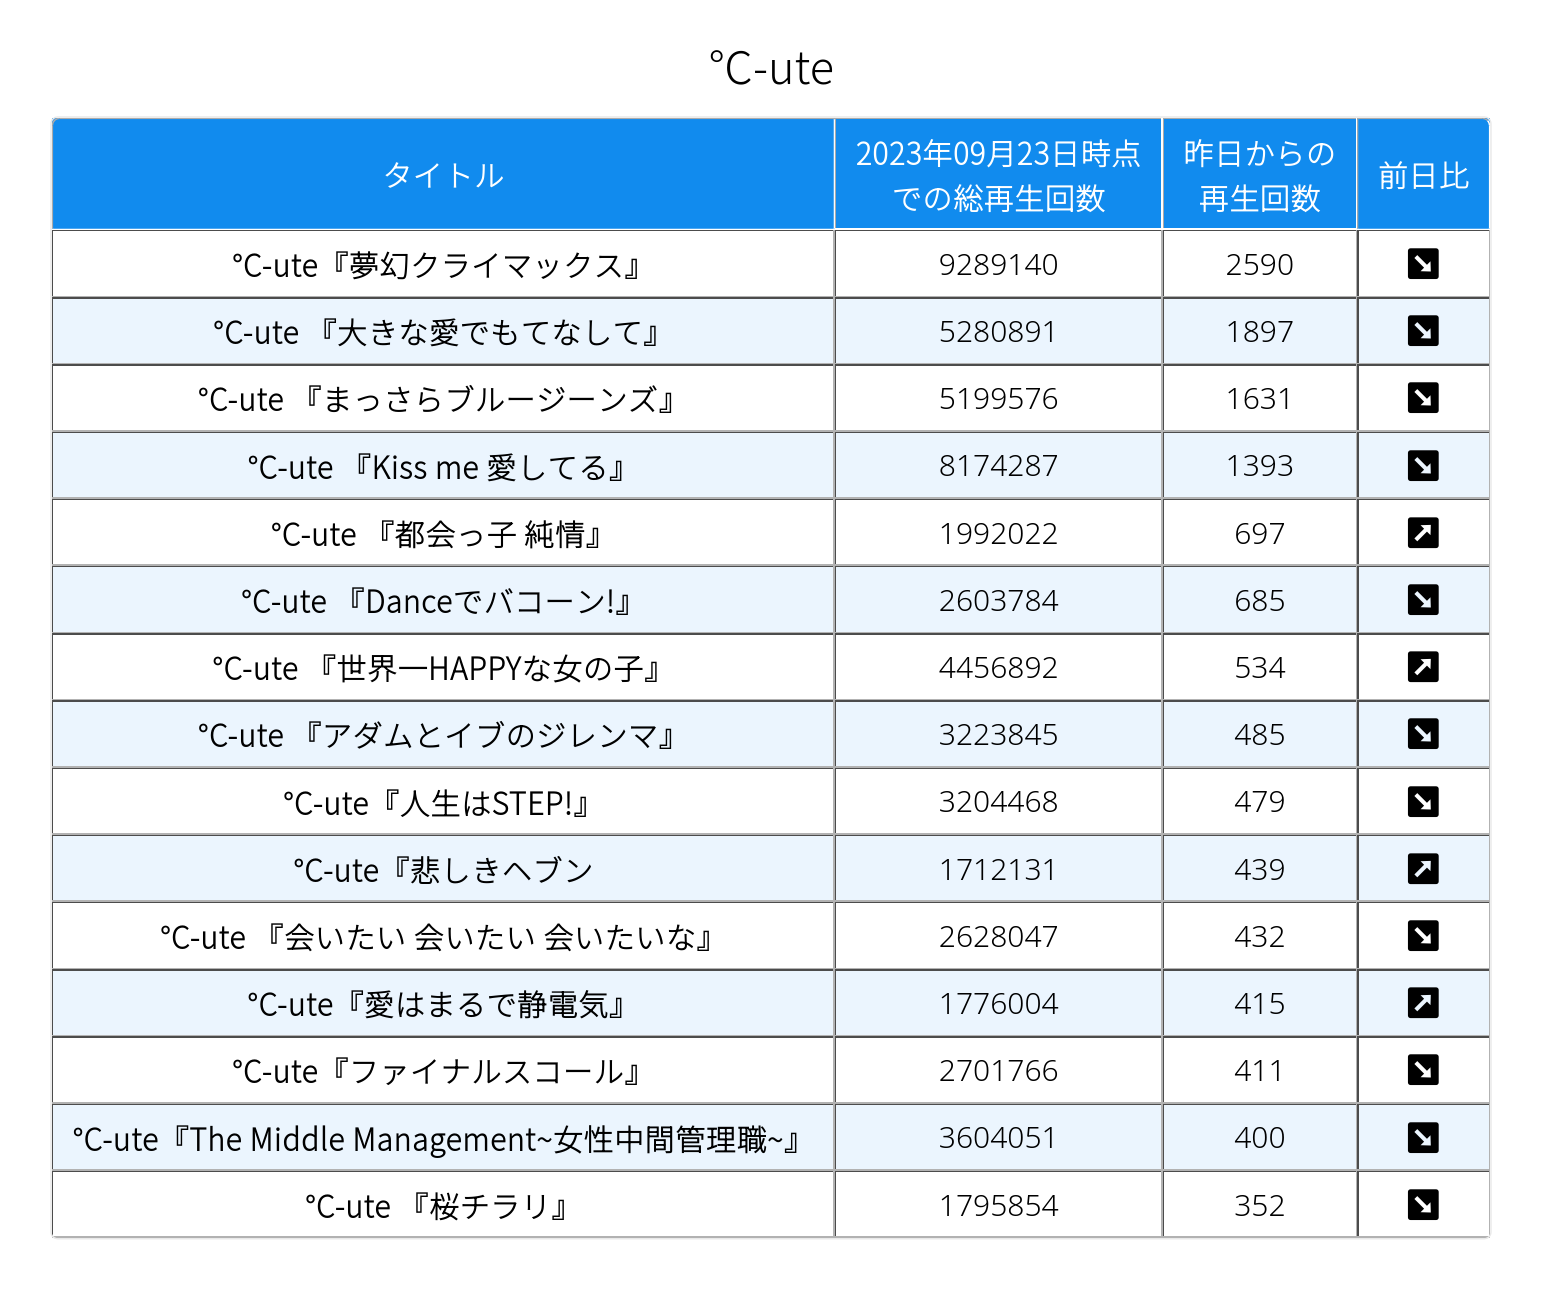 ℃-ute
タイトル
2023年09月23日時点
での総再生回数
昨日からの
再生回数
前日比
℃-ute『夢幻クライマックス』 9289140 2590 ↘
℃-ute 『大きな愛でもてなして』 5280891 1897 ↘
℃-ute 『まっさらブルージーンズ』 5199576 1631 ↘
℃-ute 『Kiss me 愛してる』 8174287 1393 ↘
℃-ute 『都会っ子 純情』 1992022 697 ↗
℃-ute 『Danceでバコーン!』 2603784 685 ↘
℃-ute 『世界一HAPPYな女の子』 4456892 534 ↗
℃-ute 『アダムとイブのジレンマ』 3223845 485 ↘
℃-ute『人生はSTEP!』 3204468 479 ↘
℃-ute『悲しきヘブン 1712131 439 ↗
℃-ute 『会いたい 会いたい 会いたいな』 2628047 432 ↘
℃-ute『愛はまるで静電気』 1776004 415 ↗
℃-ute『ファイナルスコール』 2701766 411 ↘
℃-ute『The Middle Management~女性中間管理職~』 3604051 400 ↘
℃-ute 『桜チラリ』 1795854 352 ↘